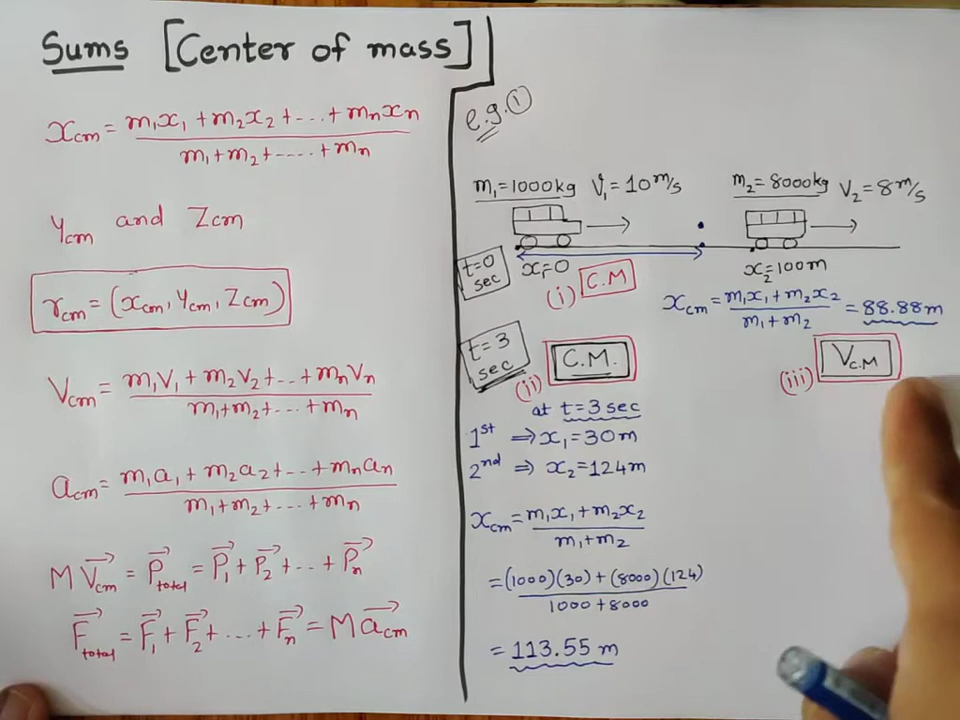 Sums [Center of mass]
xcm = m1x1 + m2x2 + ... + mnxn / m1 + m2 + .... + mn
Ycm and Zcm
rcm = (xcm, Ycm, Zcm)
Vcm = m1V1 + m2V2 + .. + mnVn / m1 + m2 + ... + mn
acm = m1a1 + m2a2 + ... + mnan / m1 + m2 + ... + mn
M Vcm = Ptotal = P1 + P2 + ... + Pn
Ftotal = F1 + F2 + ... + Fn = M acm
e.g. 1
m1 = 1000kg V1 = 10 m/s
m2 = 8000kg V2 = 8 m/s
t=0 sec
x1=0
x2=100m
(i) C.M
xcm = m1x1 + m2x2 / m1 + m2 = 88.88m
t=3 sec
(ii) C.M.
(iii) VC.M
at t=3 sec
1st ⇒ x1=30m
2nd ⇒ x2=124m
xcm = m1x1 + m2x2 / m1 + m2
= (1000)(30) + (8000)(124) / 1000 + 8000
= 113.55 m